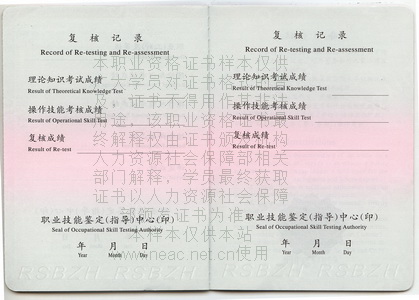 复核记录
Record of Re-testing and Re-assessment
理论知识考试成绩
Result of Theoretical Knowledge Test
操作技能考核成绩
Result of Operational Skill Test
复核成绩
Result of Re-test
职业技能鉴定(指导)中心(印)
Seal of Occupational Skill Testing Authority
年 月 日
Year Month Day
复核记录
Record of Re-testing and Re-assessment
理论知识考试成绩
Result of Theoretical Knowledge Test
操作技能考核成绩
Result of Operational Skill Test
复核成绩
Result of Re-test
职业技能鉴定(指导)中心(印)
Seal of Occupational Skill Testing Authority
年 月 日
Year Month Day
本职业资格证书样本仅供
大学员对证书格式的
证书不得用作其非法
途，该职业资格证书最
终解释权由证书颁发机构
人力资源社会保障部相关
部门解释，学员最终获取
证书以人力资源社会保障
部颁发证书为准
本样本仅供本站
www.neac.net.cn使用